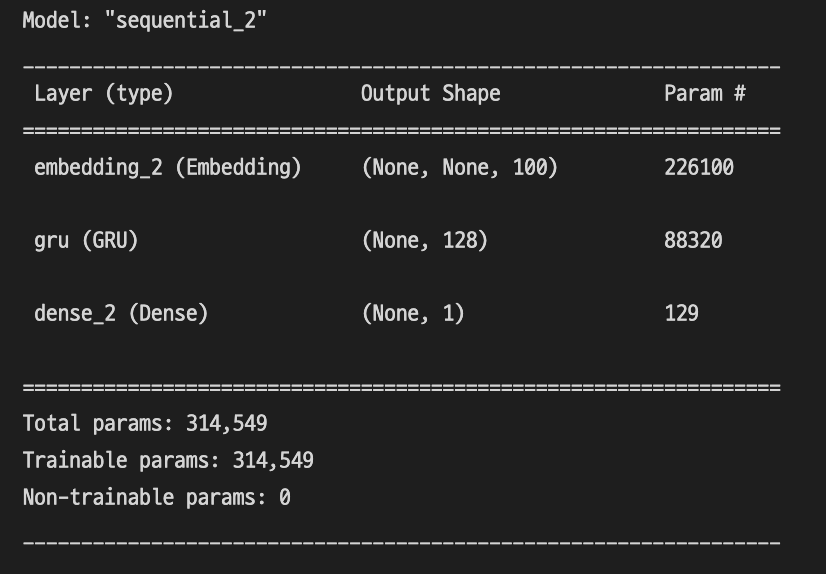 Model: "sequential_2"
_________________________________________________________________
Layer (type) Output Shape Param #
=================================================================
embedding_2 (Embedding) (None, None, 100) 226100
gru (GRU) (None, 128) 88320
dense_2 (Dense) (None, 1) 129
=================================================================
Total params: 314,549
Trainable params: 314,549
Non-trainable params: 0
_________________________________________________________________